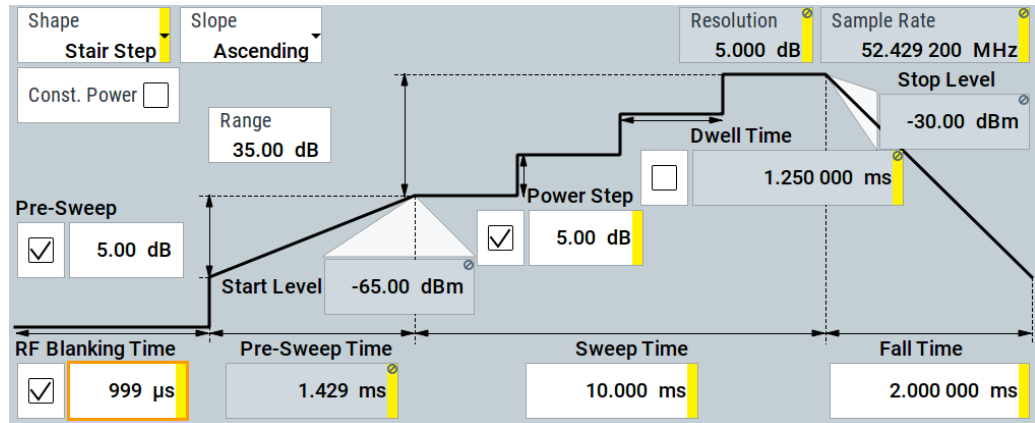 Shape
Stair Step
Slope
Ascending
Resolution
5.000 dB
Sample Rate
52.429 200 MHz
Const. Power
Range
35.00 dB
Stop Level
-30.00 dBm
Dwell Time
1.250 000 ms
Pre-Sweep
5.00 dB
Power Step
5.00 dB
Start Level
-65.00 dBm
RF Blanking Time
Pre-Sweep Time
Sweep Time
Fall Time
999 µs
1.429 ms
10.000 ms
2.000 000 ms